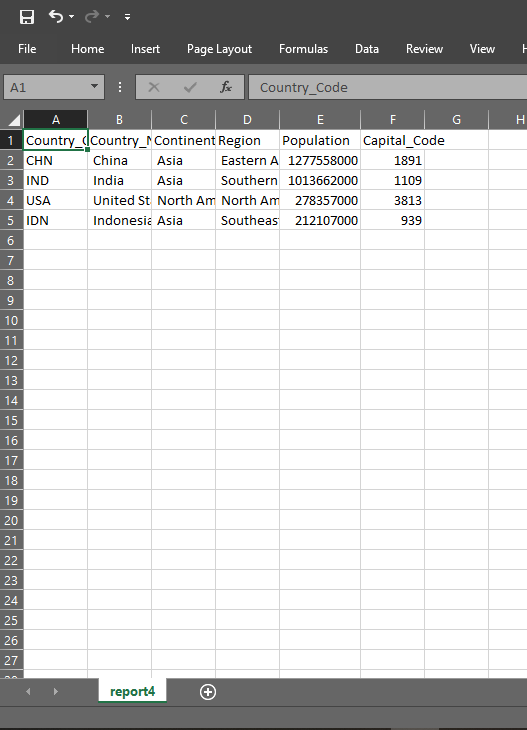 File Home Insert Page Layout Formulas Data Review View
A1 fx Country_Code
A B C D E F G H
1 Country_C Country_N Continent Region Population Capital_Code
2 CHN China Asia Eastern A 1277558000 1891
3 IND India Asia Southern 1013662000 1109
4 USA United Sta North Am North Am 278357000 3813
5 IDN Indonesia Asia Southeast 212107000 939
6
7
8
9
10
11
12
13
14
15
16
17
18
19
20
21
22
23
24
25
26
27
report4